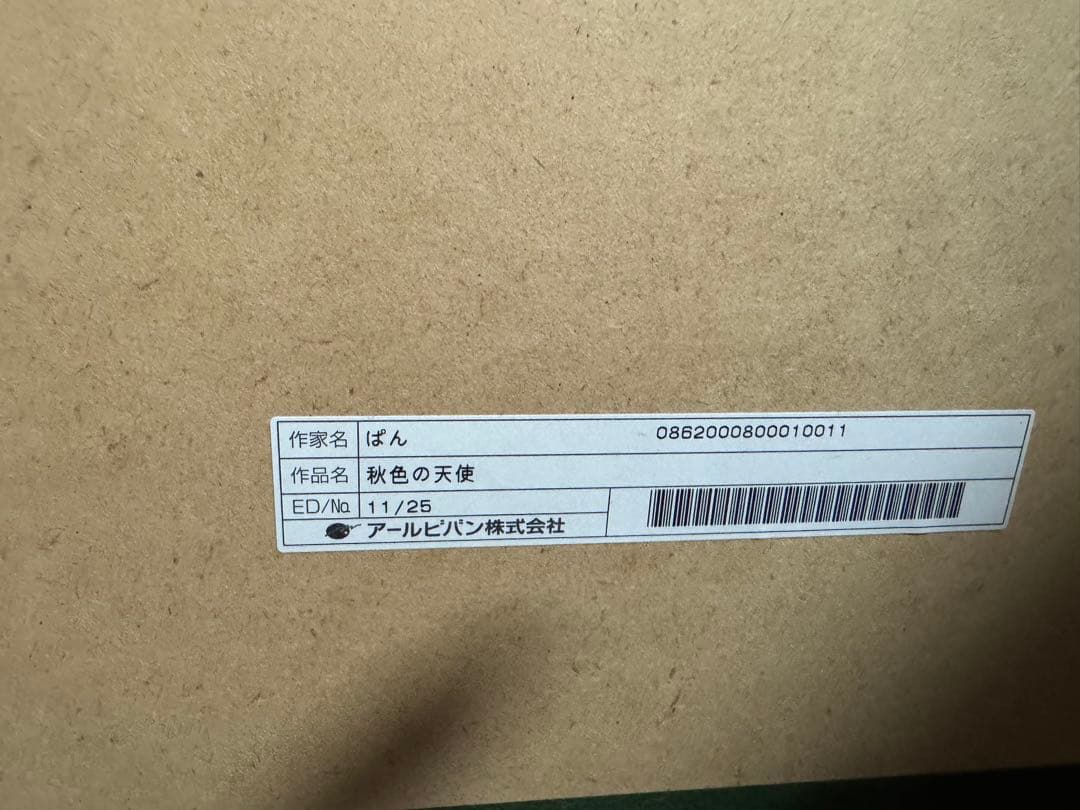 作家名 ぱん 0862000800010011
作品名 秋色の天使
ED/No. 11/25
アールビバン株式会社